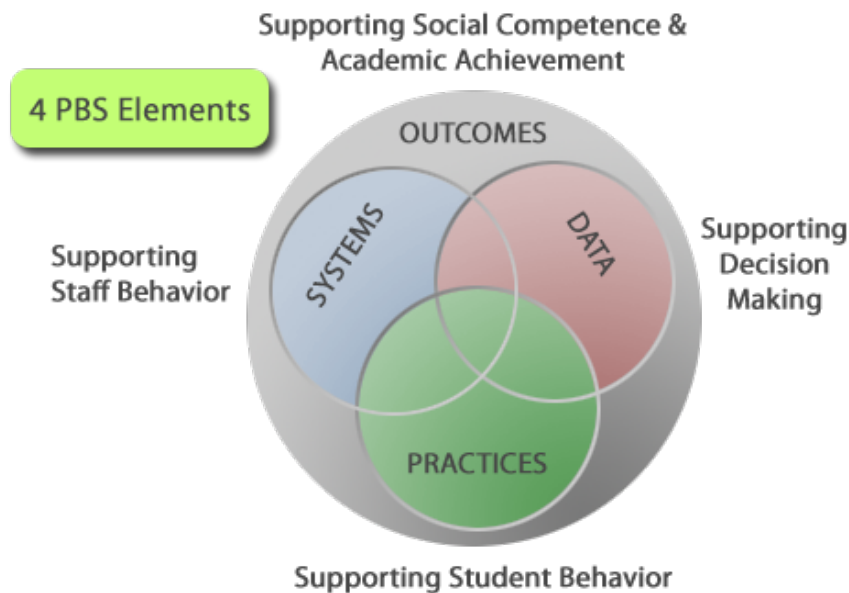 Supporting Social Competence &
Academic Achievement
4 PBS Elements
OUTCOMES
SYSTEMS
DATA
Supporting
Staff Behavior
Supporting
Decision
Making
PRACTICES
Supporting Student Behavior